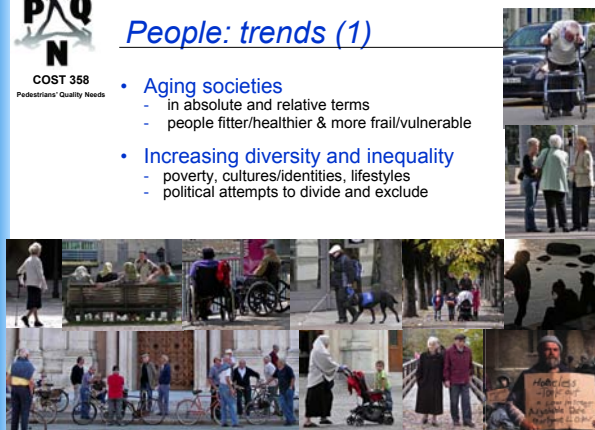 PQN
COST 358
Pedestrians' Quality Needs
People: trends (1)
• Aging societies
- in absolute and relative terms
- people fitter/healthier & more frail/vulnerable
• Increasing diversity and inequality
- poverty, cultures/identities, lifestyles
- political attempts to divide and exclude
Homeless